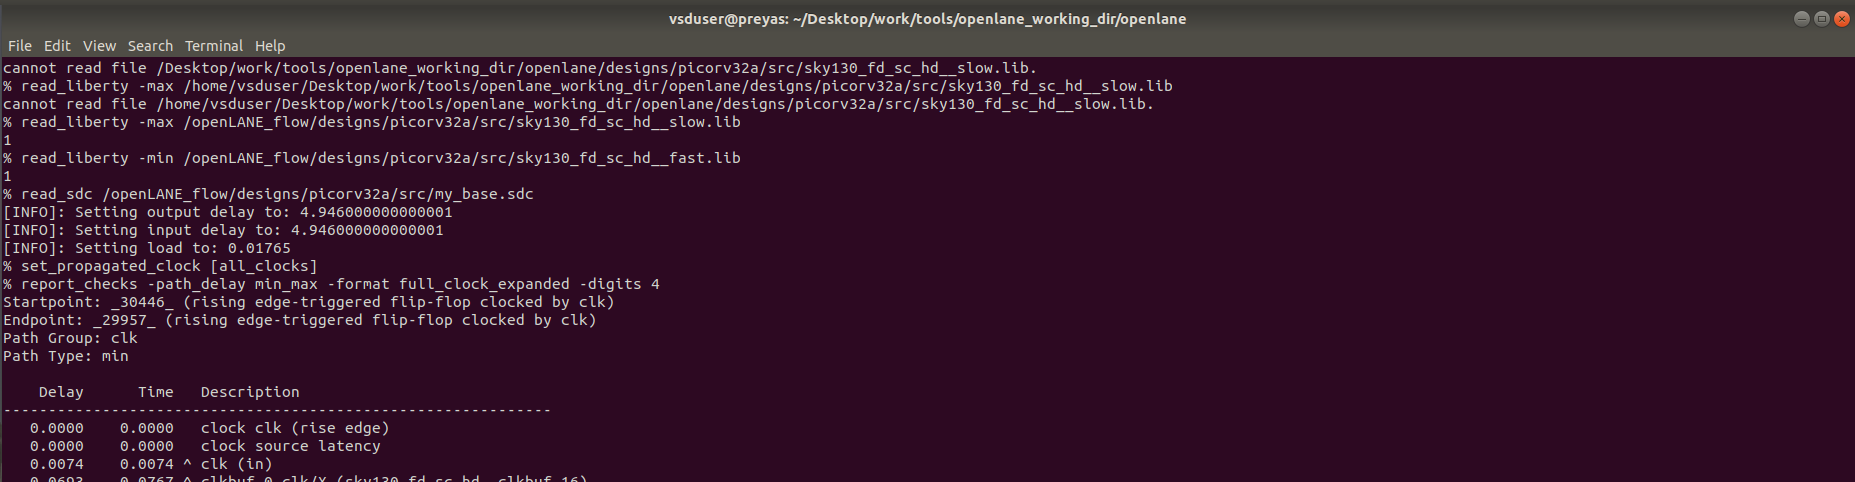 vsduser@preyas: ~/Desktop/work/tools/openlane_working_dir/openlane
File Edit View Search Terminal Help
cannot read file /Desktop/work/tools/openlane_working_dir/openlane/designs/picorv32a/src/sky130_fd_sc_hd__slow.lib.
% read_liberty -max /home/vsduser/Desktop/work/tools/openlane_working_dir/openlane/designs/picorv32a/src/sky130_fd_sc_hd__slow.lib
cannot read file /home/vsduser/Desktop/work/tools/openlane_working_dir/openlane/designs/picorv32a/src/sky130_fd_sc_hd__slow.lib.
% read_liberty -max /openLANE_flow/designs/picorv32a/src/sky130_fd_sc_hd__slow.lib
1
% read_liberty -min /openLANE_flow/designs/picorv32a/src/sky130_fd_sc_hd__fast.lib
1
% read_sdc /openLANE_flow/designs/picorv32a/src/my_base.sdc
[INFO]: Setting output delay to: 4.946000000000001
[INFO]: Setting input delay to: 4.946000000000001
[INFO]: Setting load to: 0.01765
% set_propagated_clock [all_clocks]
% report_checks -path_delay min_max -format full_clock_expanded -digits 4
Startpoint: _30446_ (rising edge-triggered flip-flop clocked by clk)
Endpoint: _29957_ (rising edge-triggered flip-flop clocked by clk)
Path Group: clk
Path Type: min
Delay Time Description
-------------------------------------------------------------
0.0000 0.0000 clock clk (rise edge)
0.0000 0.0000 clock source latency
0.0074 0.0074 ^ clk (in)
0.0693 0.0767 ^ clkbuf_0_clk/X (sky130_fd_sc_hd__clkbuf_16)